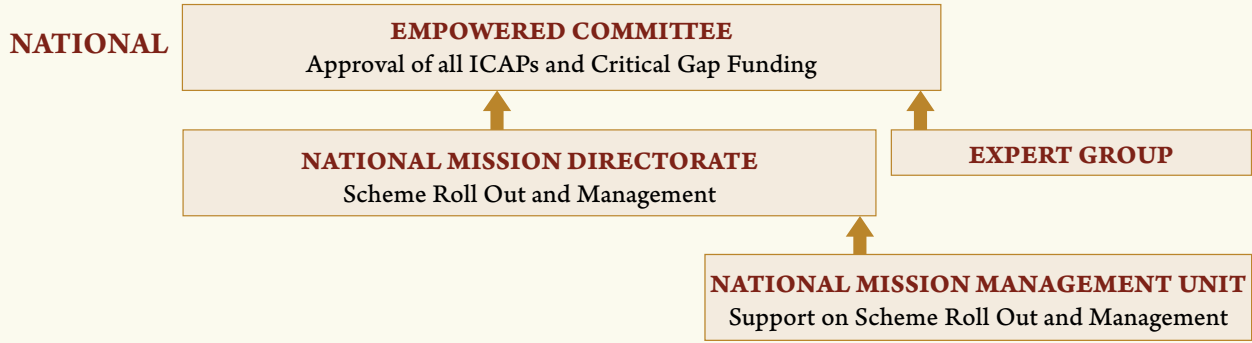 NATIONAL
EMPOWERED COMMITTEE
Approval of all ICAPs and Critical Gap Funding
NATIONAL MISSION DIRECTORATE
Scheme Roll Out and Management
EXPERT GROUP
NATIONAL MISSION MANAGEMENT UNIT
Support on Scheme Roll Out and Management